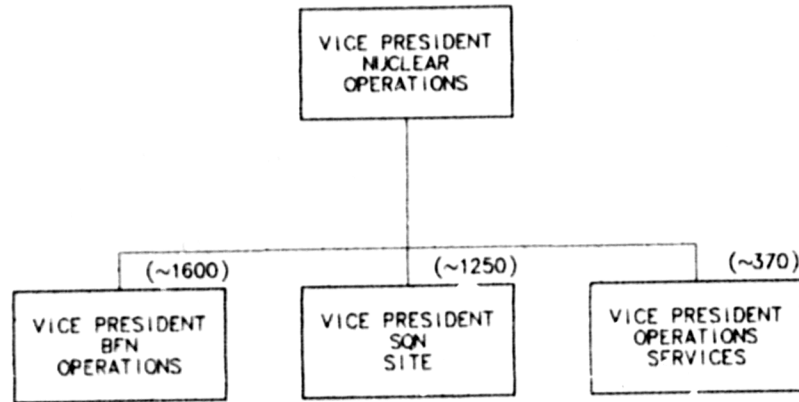 VICE PRESIDENT
NUCLEAR
OPERATIONS
(~1600)
(~1250)
(~370)
VICE PRESIDENT
BFN
OPERATIONS
VICE PRESIDENT
SQN
SITE
VICE PRESIDENT
OPERATIONS
SERVICES